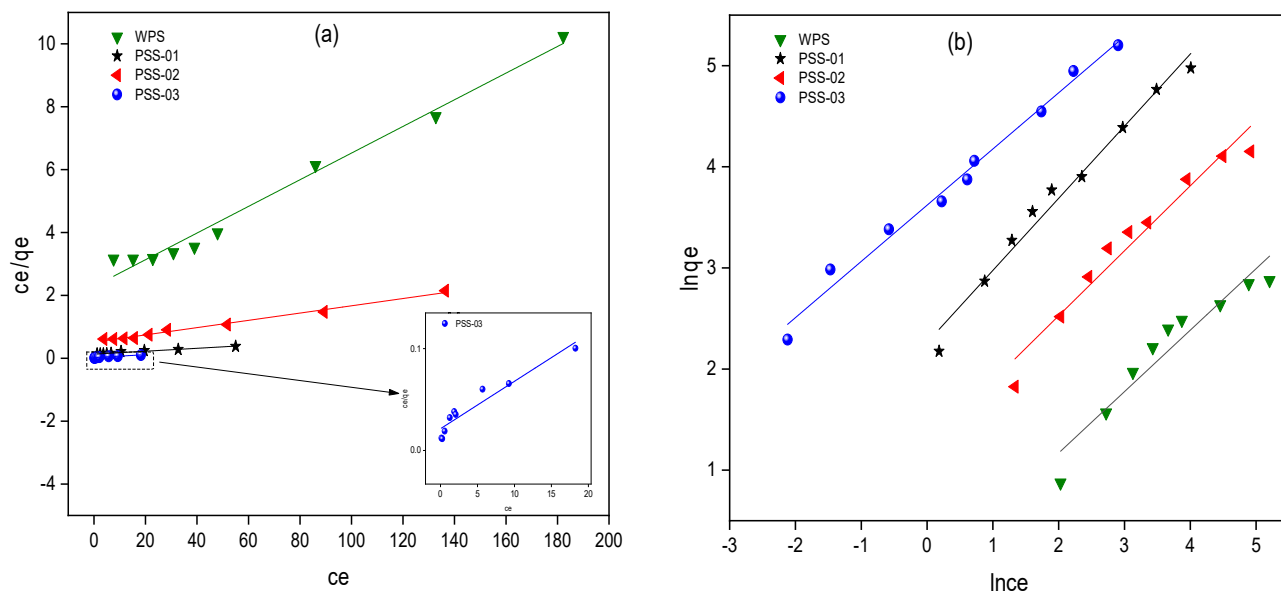 (a)
WPS
PSS-01
PSS-02
PSS-03
ce/qe
10
8
6
4
2
0
-2
-4
0 20 40 60 80 100 120 140 160 180 200
ce
PSS-03
ce/qe
0.1
0.0
0 5 10 15 20
ce
(b)
WPS
PSS-01
PSS-02
PSS-03
lnqe
5
4
3
2
1
-3 -2 -1 0 1 2 3 4 5
lnce